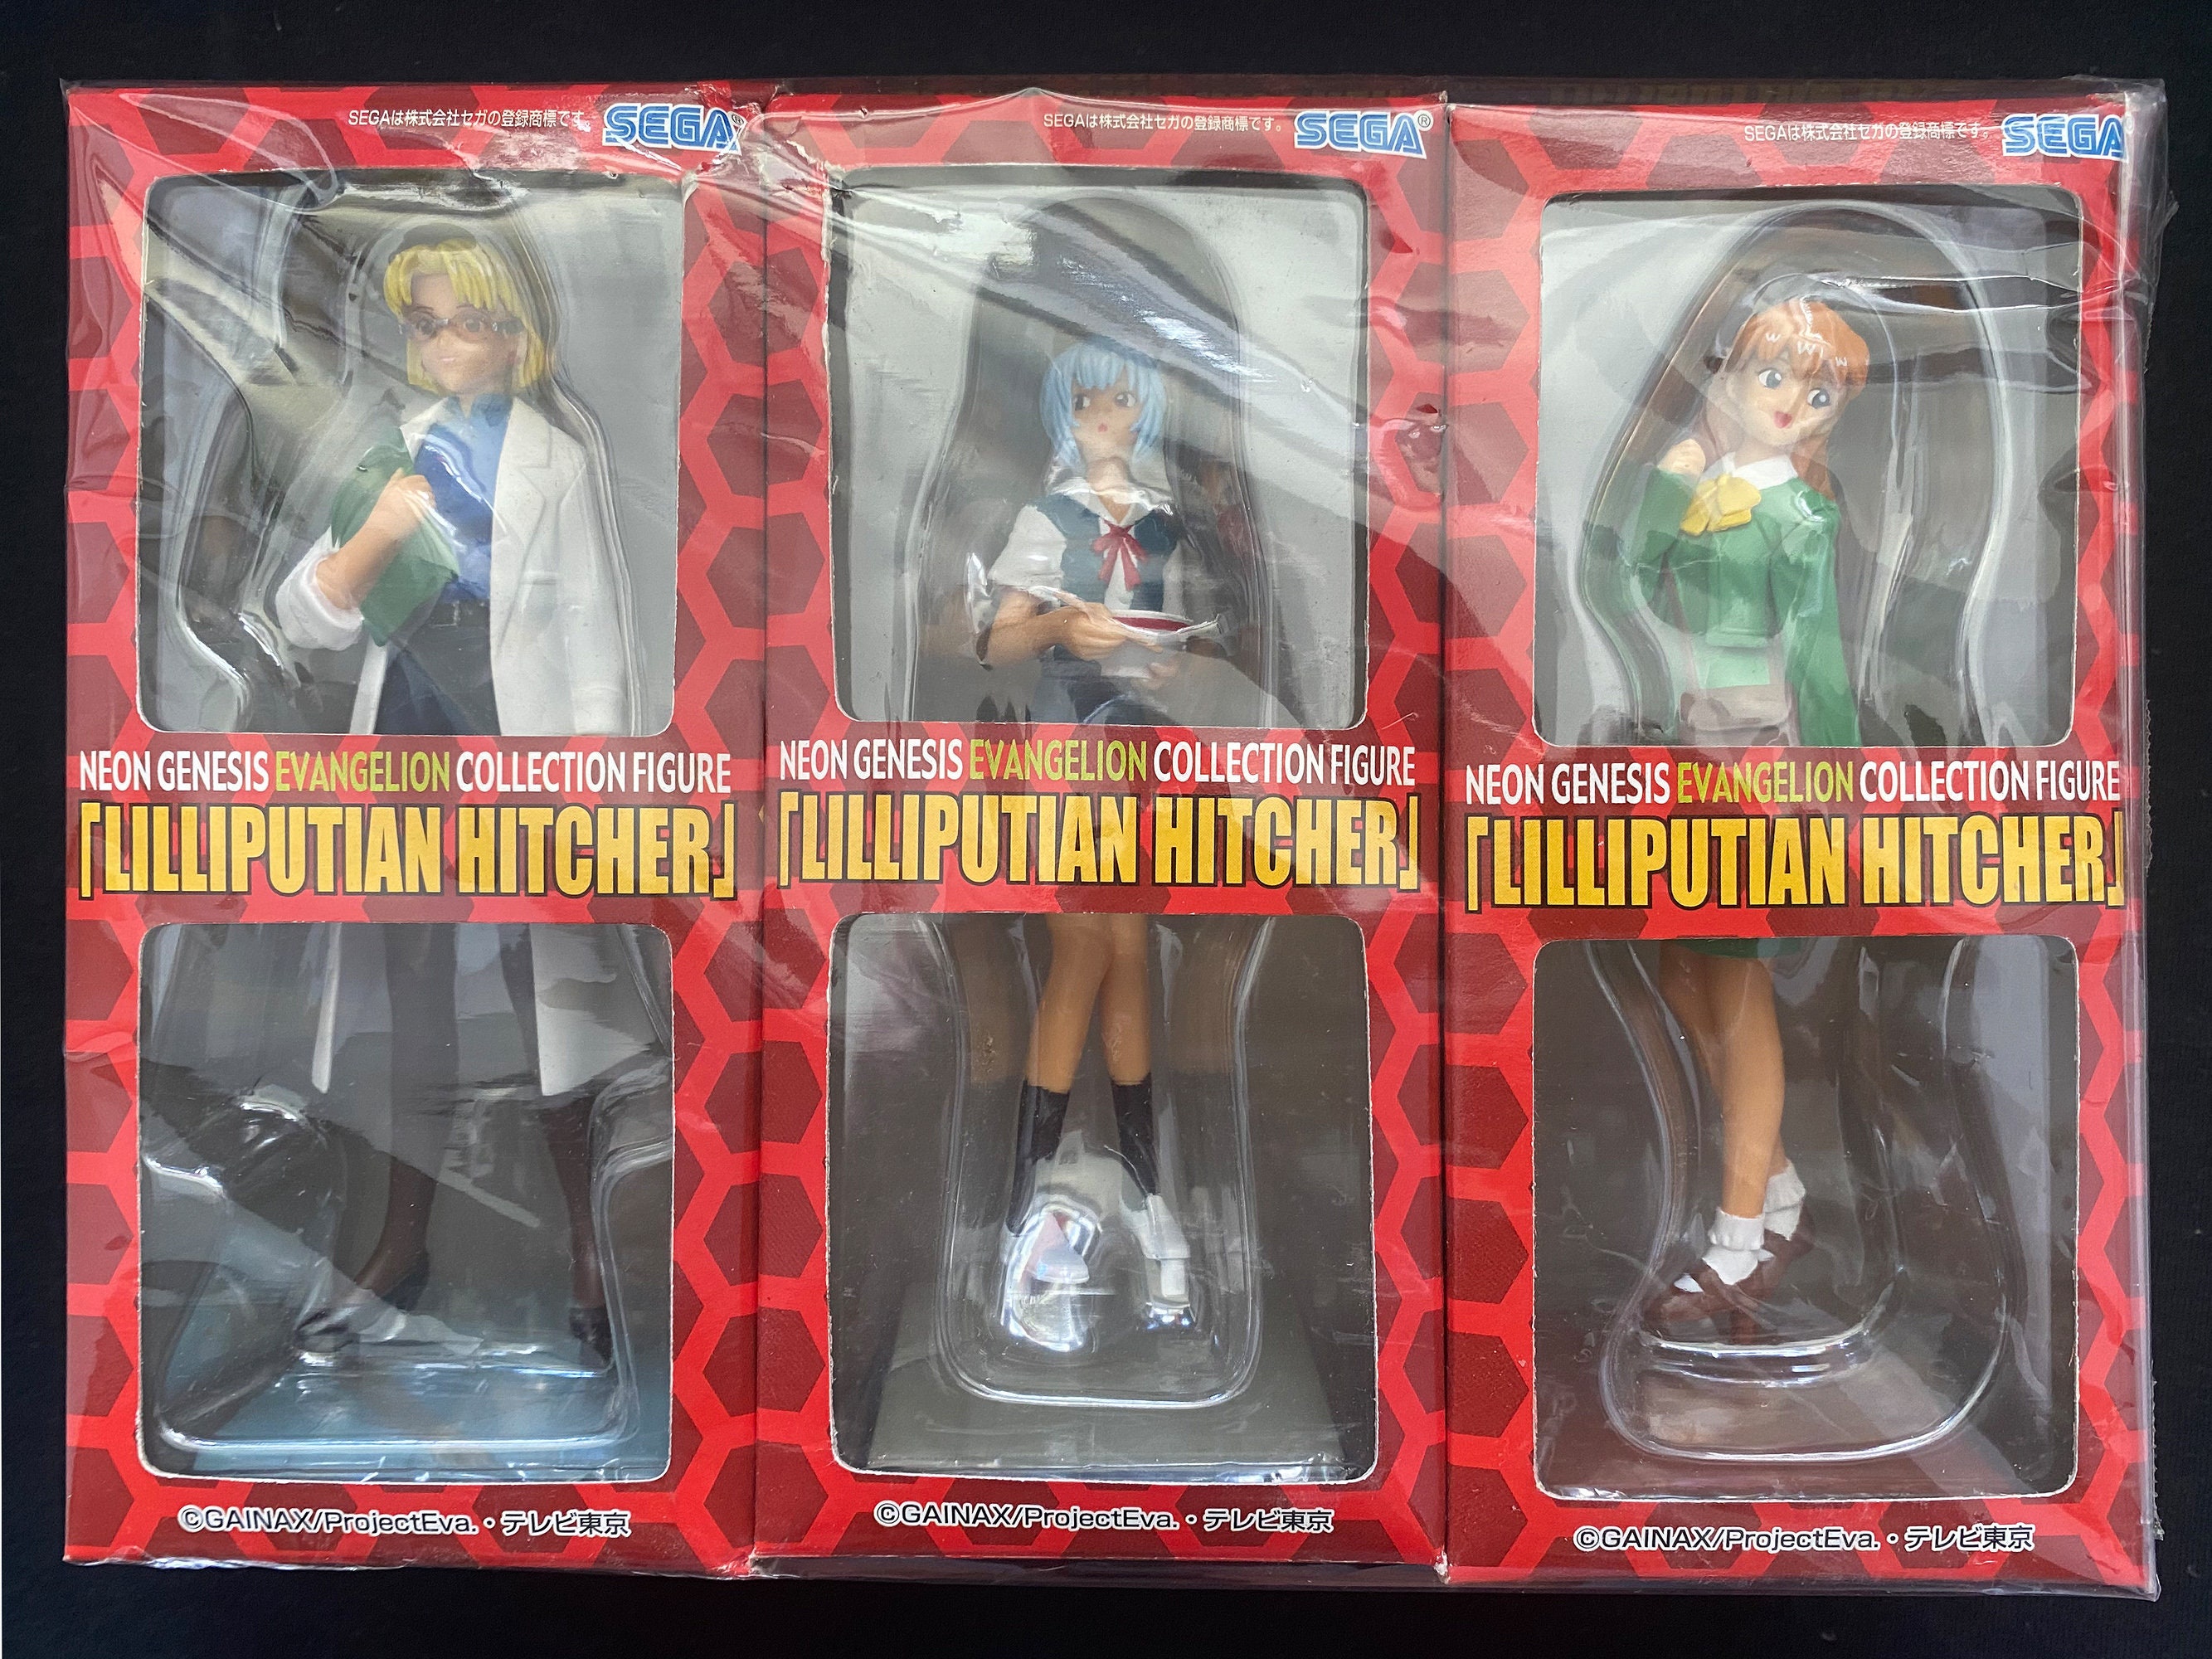 SEGAは株式会社セガの登録商標です。 SEGA®
NEON GENESIS EVANGELION COLLECTION FIGURE
「LILLIPUTIAN HITCHER」
©GAINAX/ProjectEva.・テレビ東京
SEGAは株式会社セガの登録商標です。 SEGA®
NEON GENESIS EVANGELION COLLECTION FIGURE
「LILLIPUTIAN HITCHER」
©GAINAX/ProjectEva.・テレビ東京
SEGAは株式会社セガの登録商標です。 SEGA
NEON GENESIS EVANGELION COLLECTION FIGURE
「LILLIPUTIAN HITCHER」
©GAINAX/ProjectEva.・テレビ東京